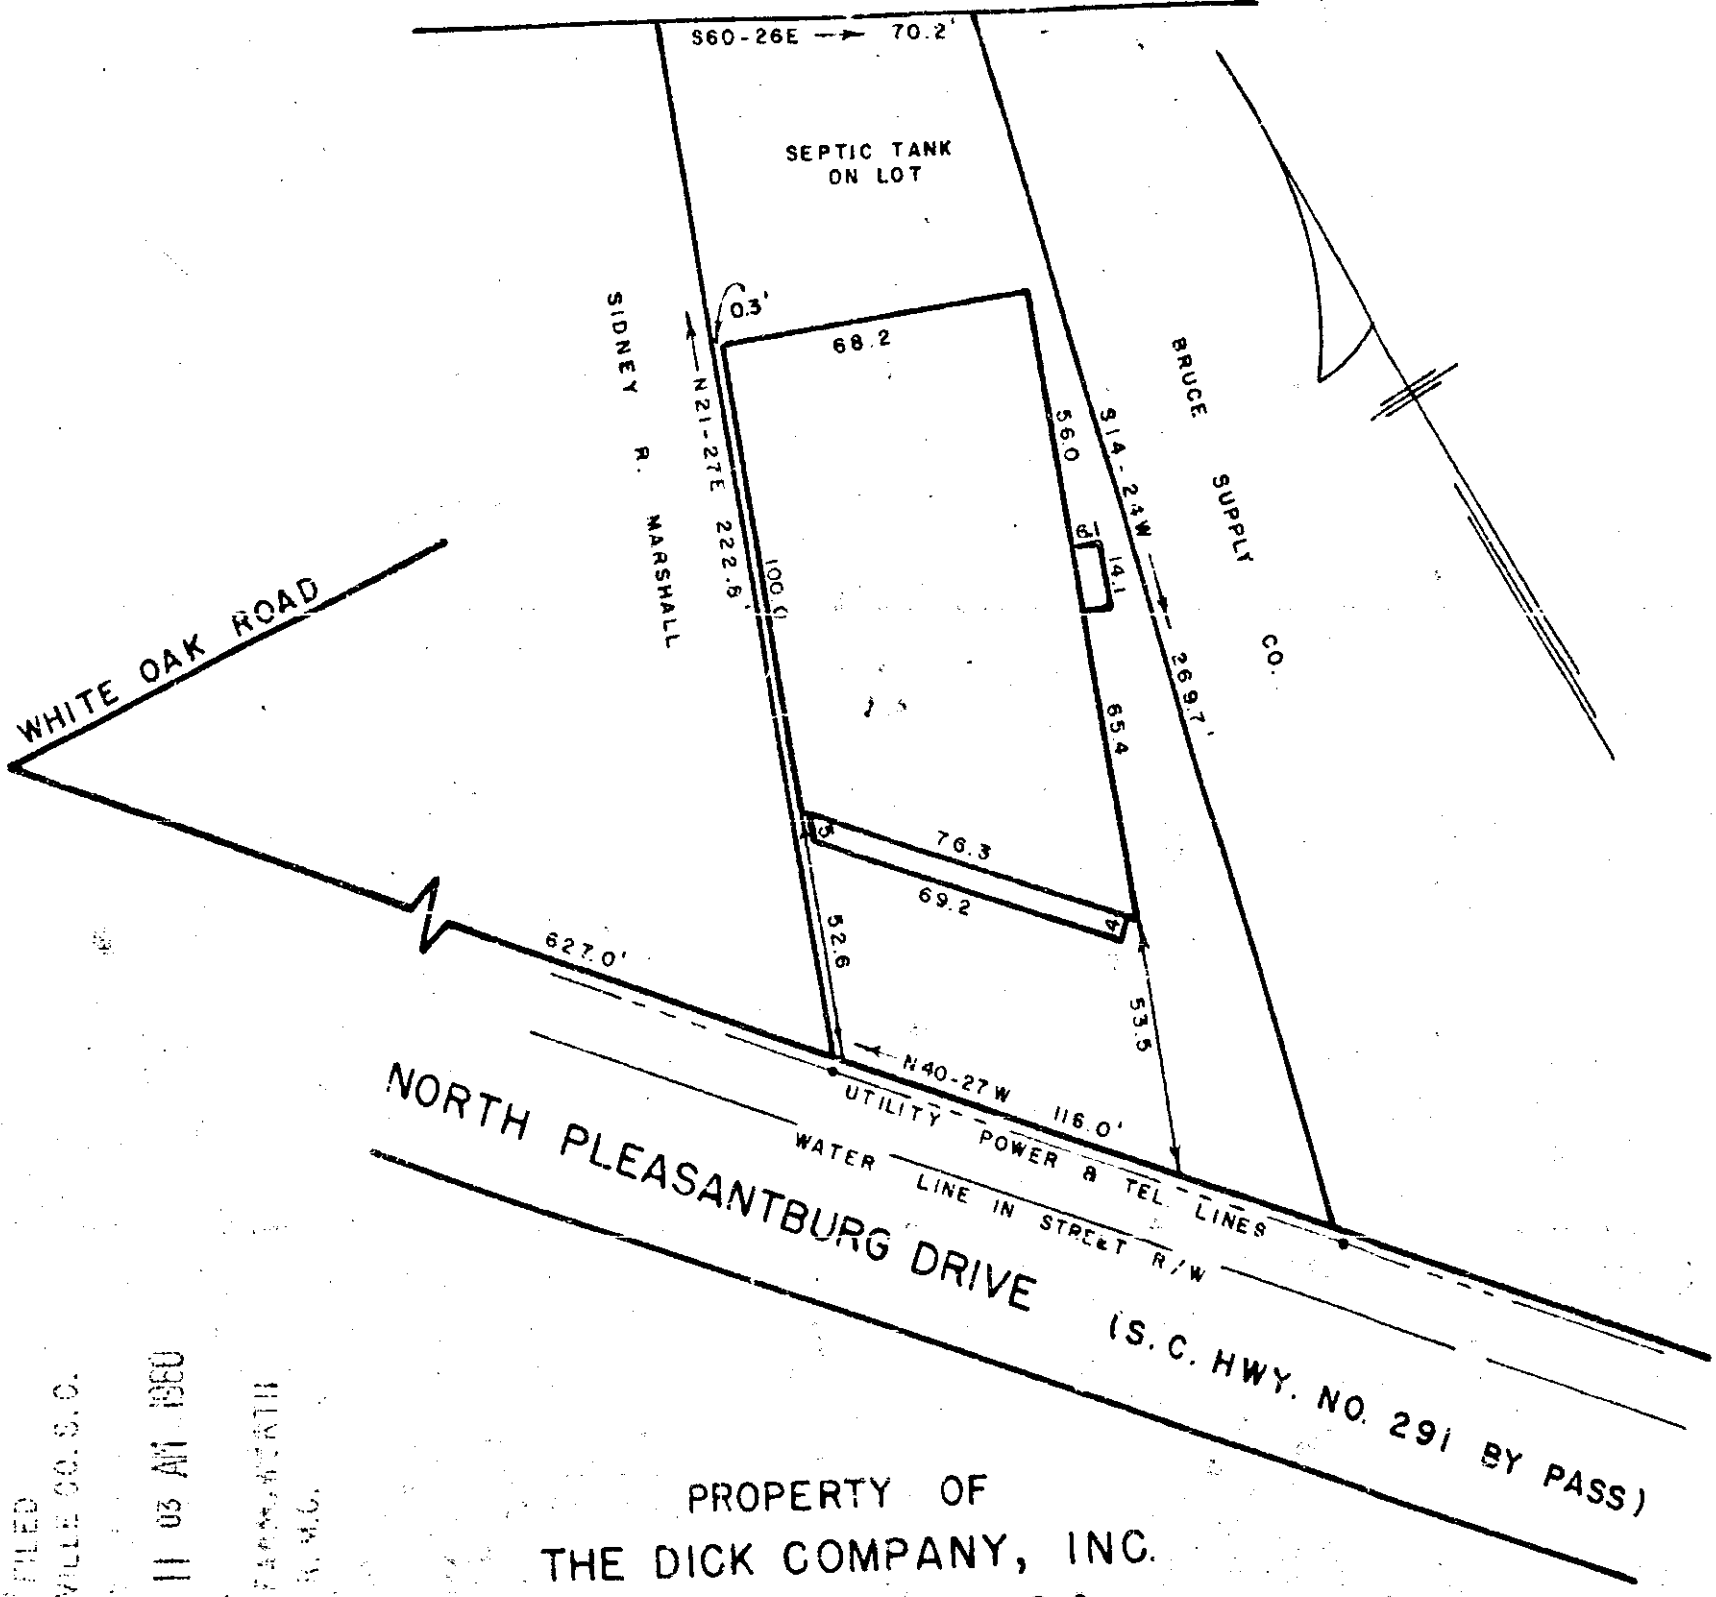 S60-26E 70.2'
SEPTIC TANK
ON LOT
0.3'
68.2
SIDNEY R. MARSHALL
N21-27E 222.6'
100.0
56.0
S14-24W 269.7'
BRUCE SUPPLY CO.
6.1
14.1
65.4
WHITE OAK ROAD
5
76.3
69.2
4
52.6
53.5
627.0'
N40-27W 116.0'
UTILITY POWER & TEL. LINES
WATER LINE IN STREET R/W
NORTH PLEASANTBURG DRIVE (S.C. HWY. NO. 291 BY PASS)
PROPERTY OF
THE DICK COMPANY, INC.
FILED
VILLE CO. S.C.
11 03 AM 1960
R.M.C.